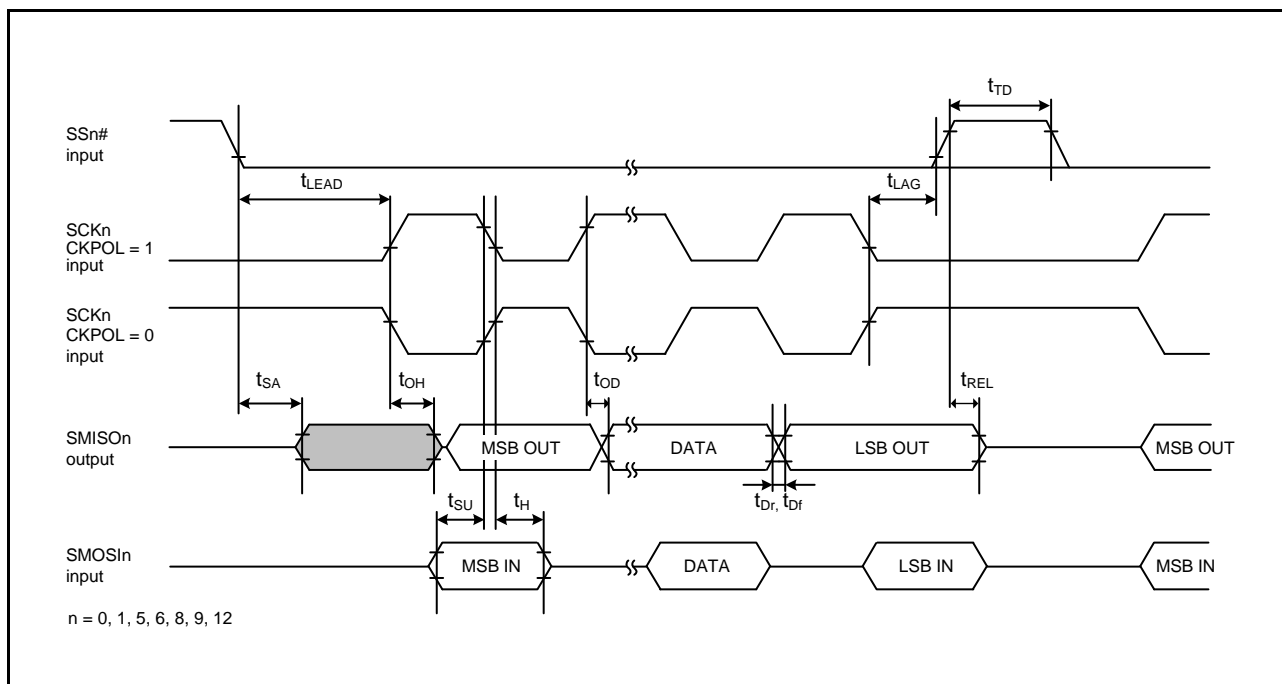 tTD
SSn#
input
tLEAD
tLAG
SCKn
CKPOL = 1
input
SCKn
CKPOL = 0
input
tSA
tOH
tOD
tREL
SMISOn
output
MSB OUT
DATA
LSB OUT
MSB OUT
tSU
tH
tDr, tDf
SMOSIn
input
MSB IN
DATA
LSB IN
MSB IN
n = 0, 1, 5, 6, 8, 9, 12